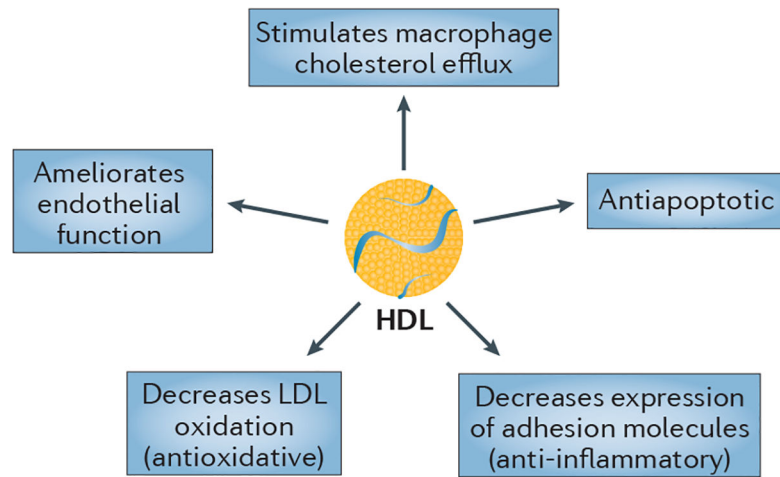 Stimulates macrophage
cholesterol efflux
Ameliorates
endothelial
function
Antiapoptotic
HDL
Decreases LDL
oxidation
(antioxidative)
Decreases expression
of adhesion molecules
(anti-inflammatory)